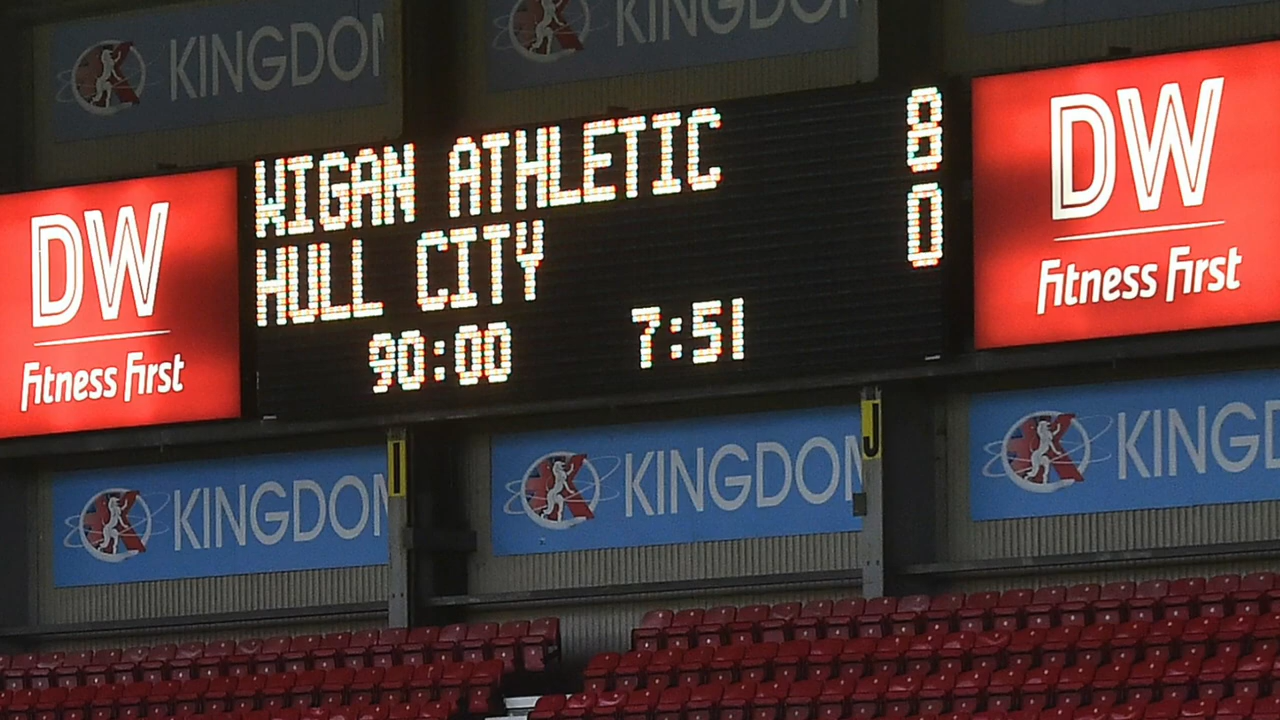 KINGDOM
KINGDOM
DW
Fitness First
WIGAN ATHLETIC 8
HULL CITY 0
90:00 7:51
DW
Fitness First
I
J
KINGDOM
KINGDOM
KINGD